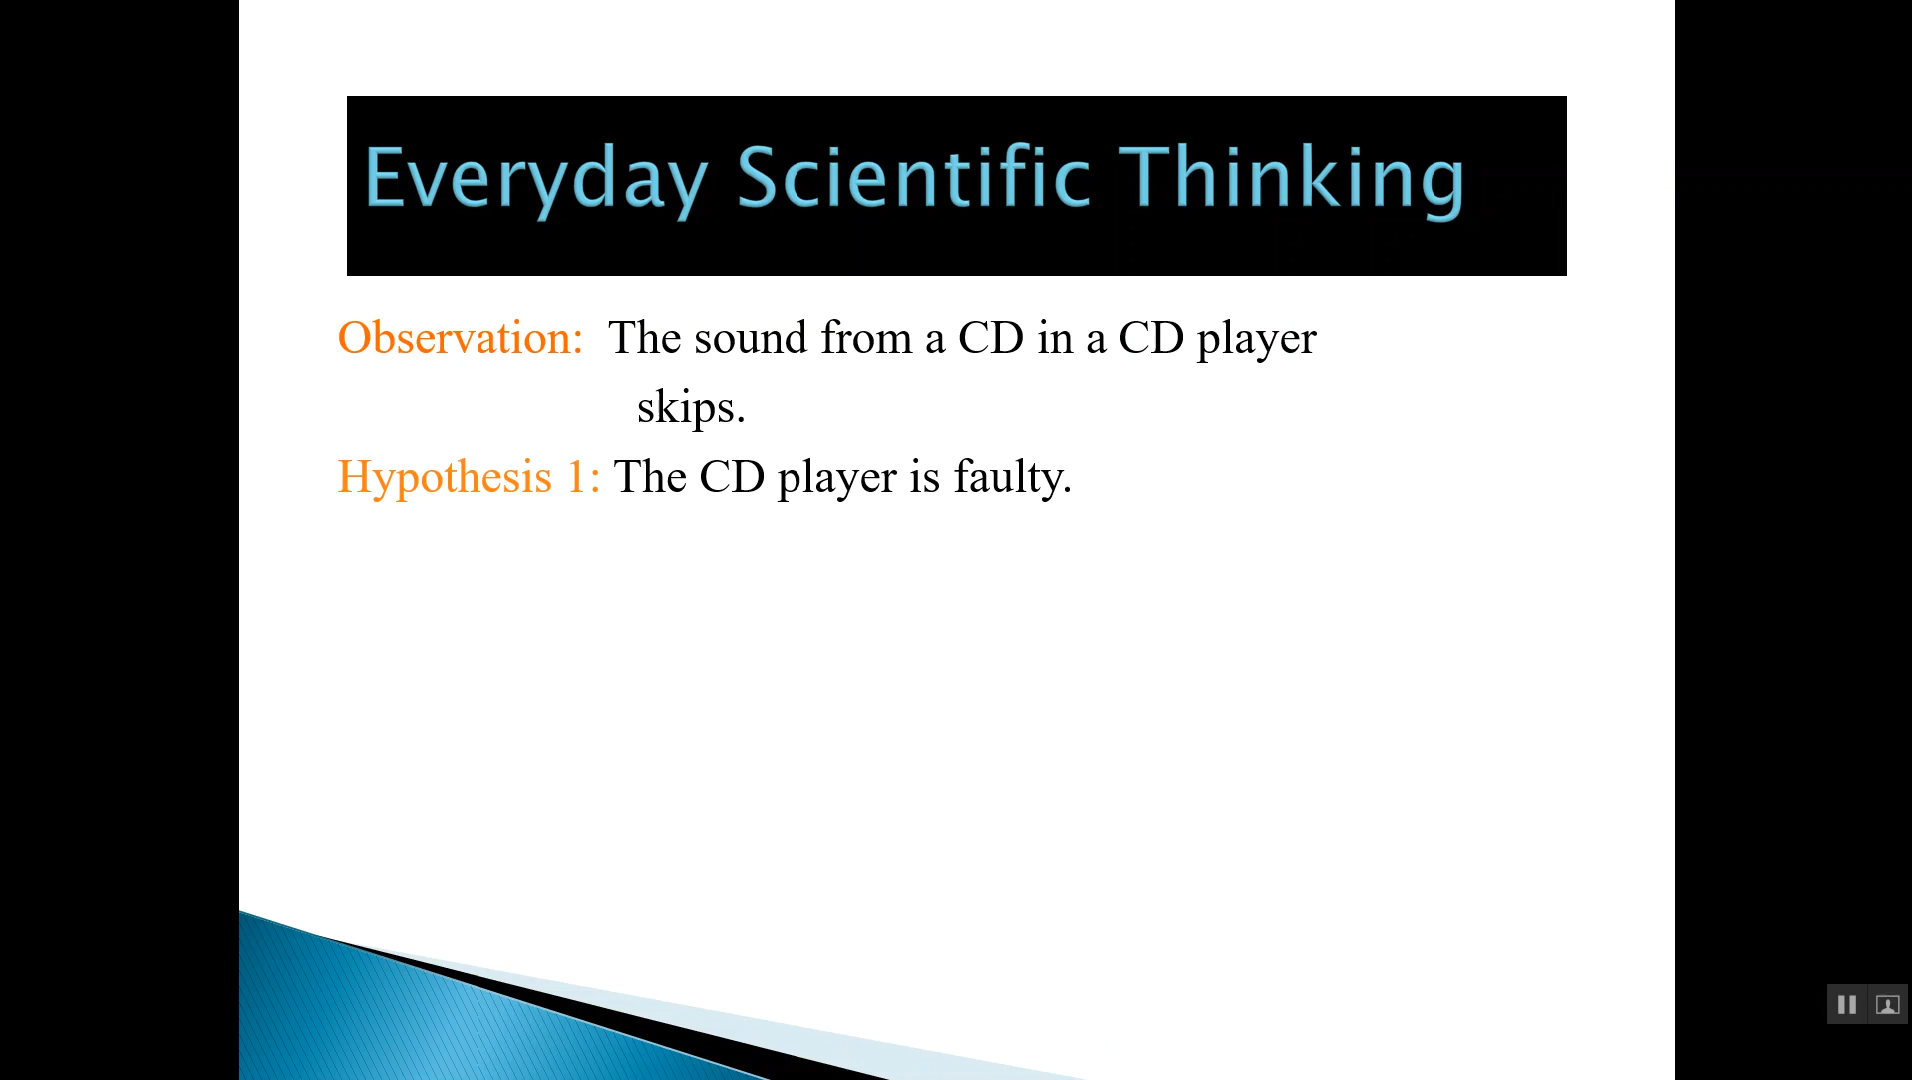 Everyday Scientific Thinking
Observation: The sound from a CD in a CD player
skips.
Hypothesis 1: The CD player is faulty.